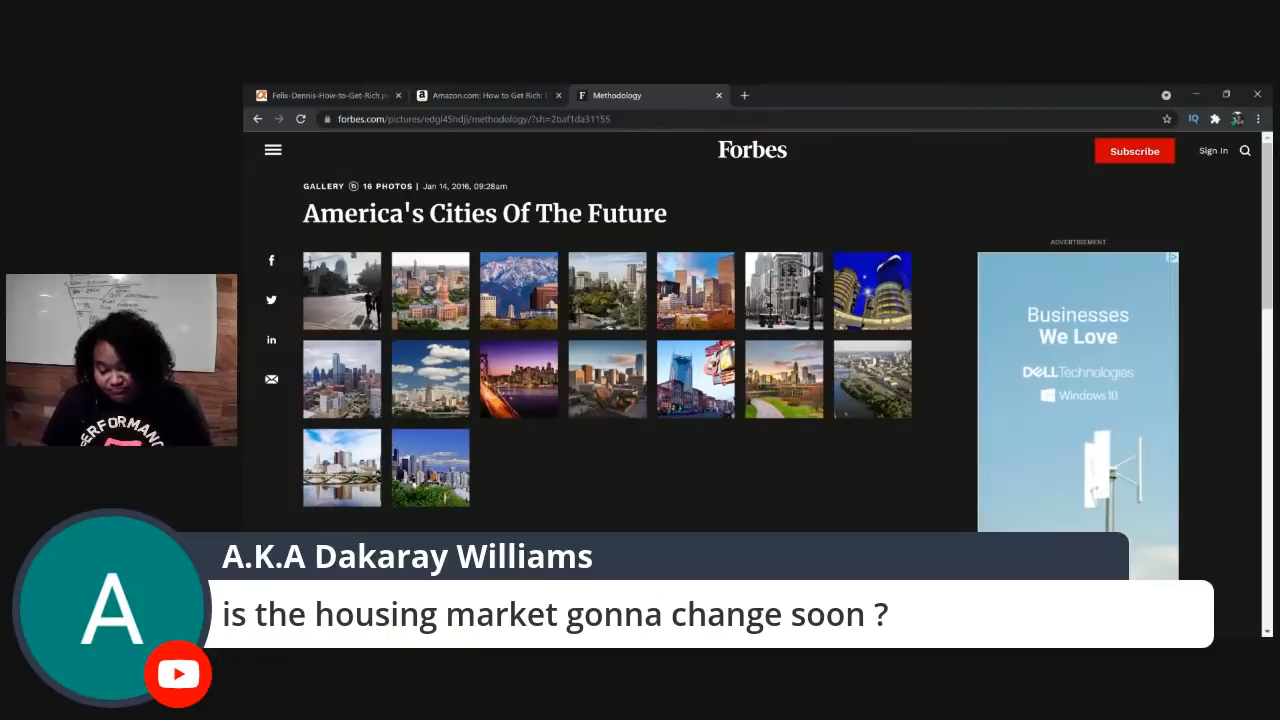 Felix-Dennis-How-to-Get-Rich.p
Amazon.com: How to Get Rich:
Methodology
forbes.com/pictures/edgl45hdji/methodology/?sh=2baf1da31155
Forbes
Subscribe
Sign In
GALLERY 16 PHOTOS | Jan 14, 2016, 09:28am
America's Cities Of The Future
ADVERTISEMENT
Businesses
We Love
DELL Technologies
Windows 10
PERFORMANC
A.K.A Dakaray Williams
A
is the housing market gonna change soon ?